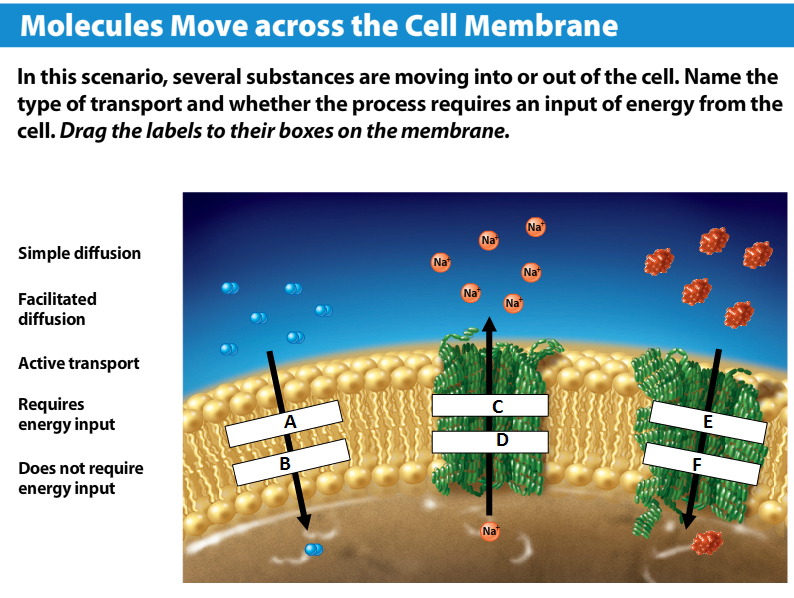 Molecules Move across the Cell Membrane
In this scenario, several substances are moving into or out of the cell. Name the
type of transport and whether the process requires an input of energy from the
cell. Drag the labels to their boxes on the membrane.
Simple diffusion
Facilitated
diffusion
Active transport
Requires
energy input
Does not require
energy input
Na+
Na+
Na+
Na+
Na+
Na+
A
B
C
D
E
F
Na+